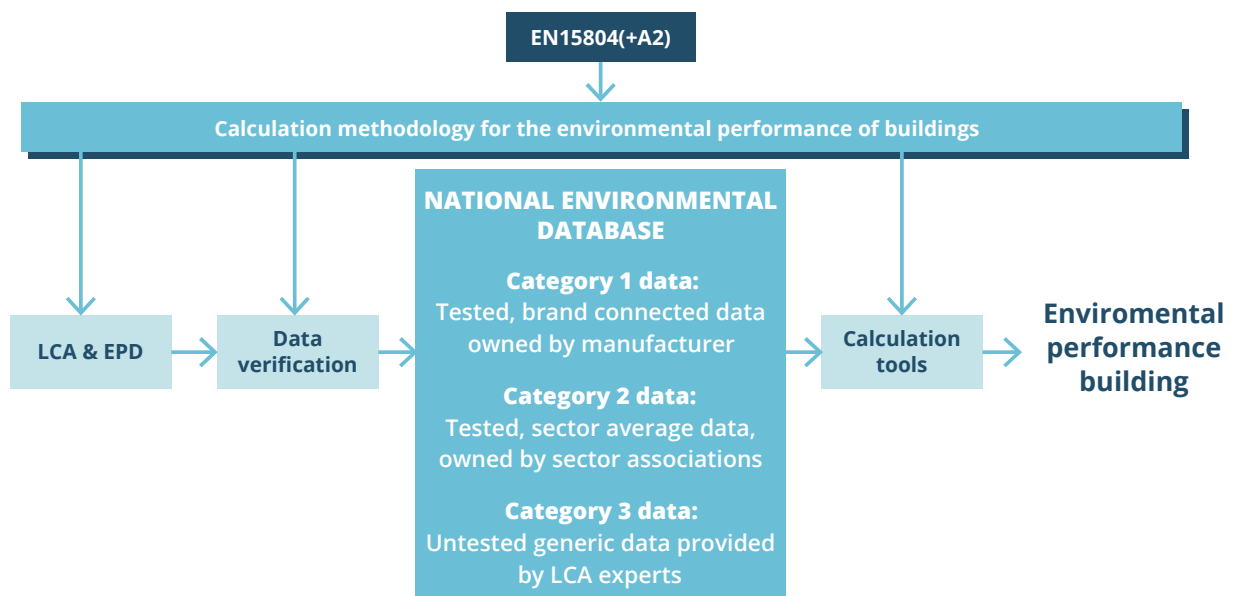 EN15804(+A2)
Calculation methodology for the environmental performance of buildings
LCA & EPD
Data
verification
NATIONAL ENVIRONMENTAL
DATABASE
Category 1 data:
Tested, brand connected data
owned by manufacturer
Category 2 data:
Tested, sector average data,
owned by sector associations
Category 3 data:
Untested generic data provided
by LCA experts
Calculation
tools
Enviromental
performance
building